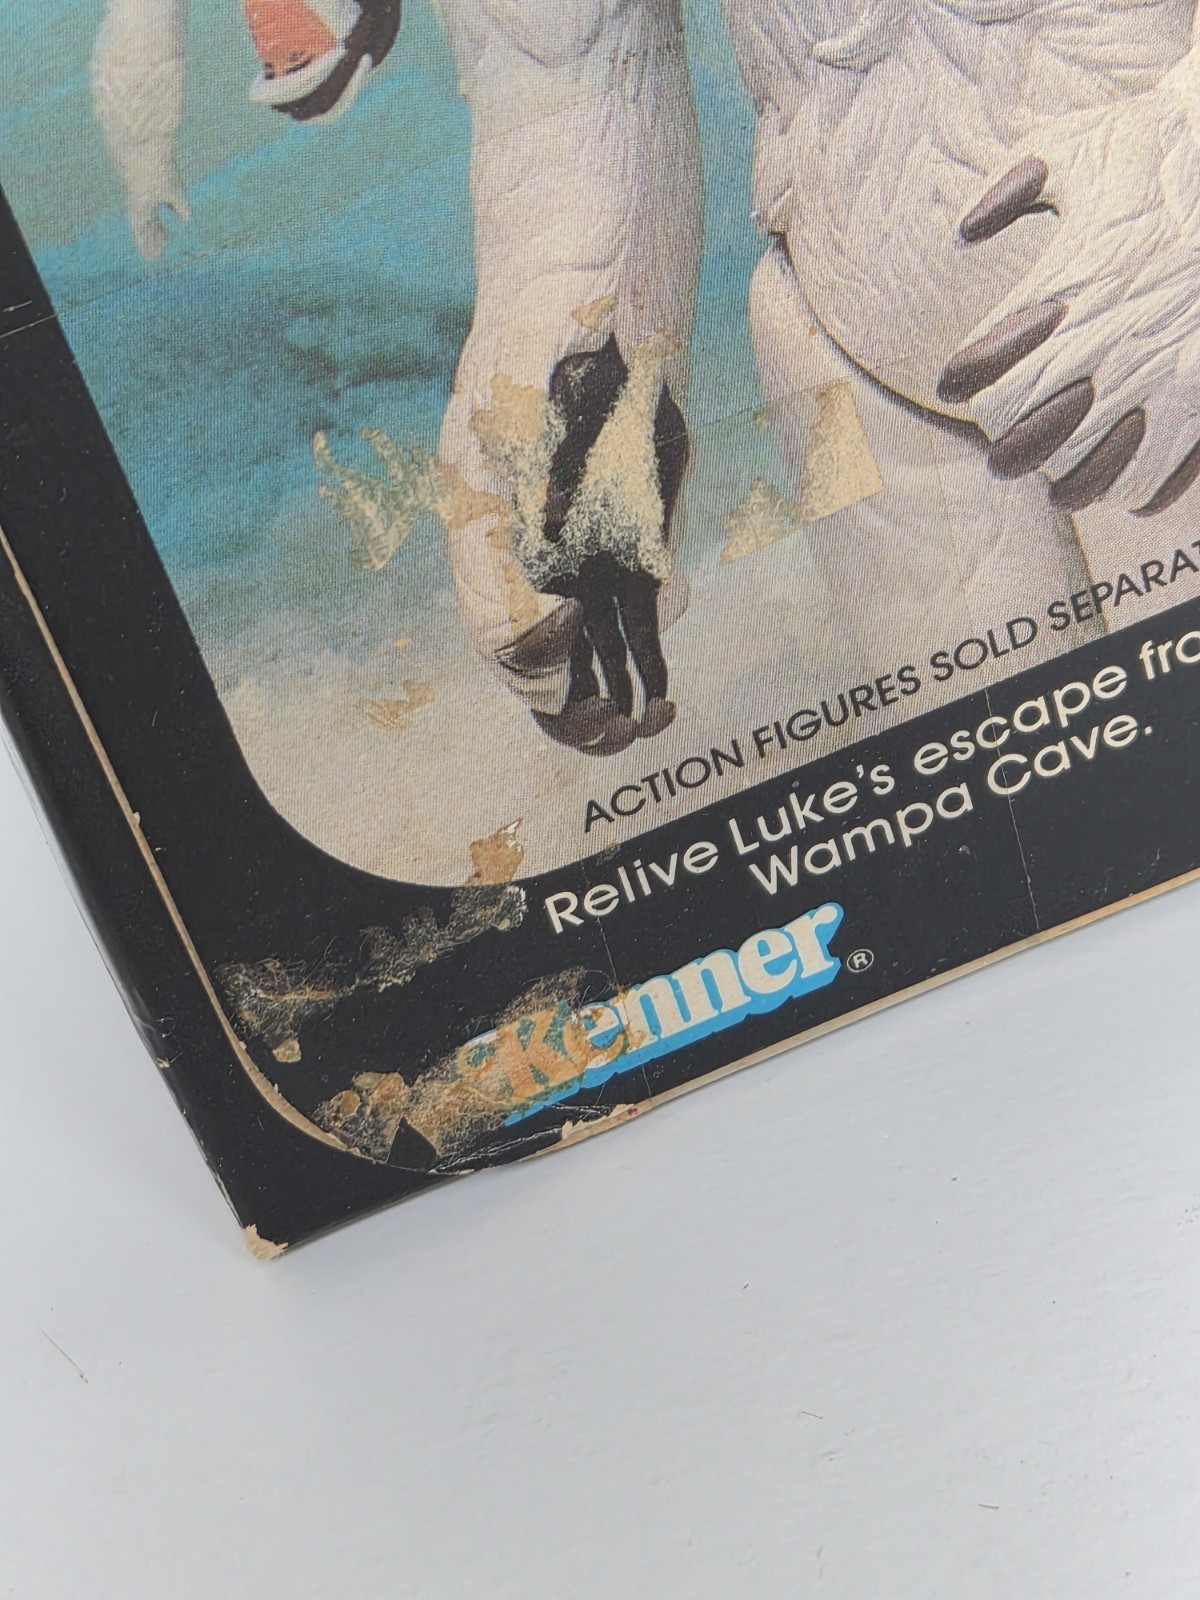 ACTION FIGURES SOLD SEPARAT
Relive Luke's escape fro
Wampa Cave.
Kenner®